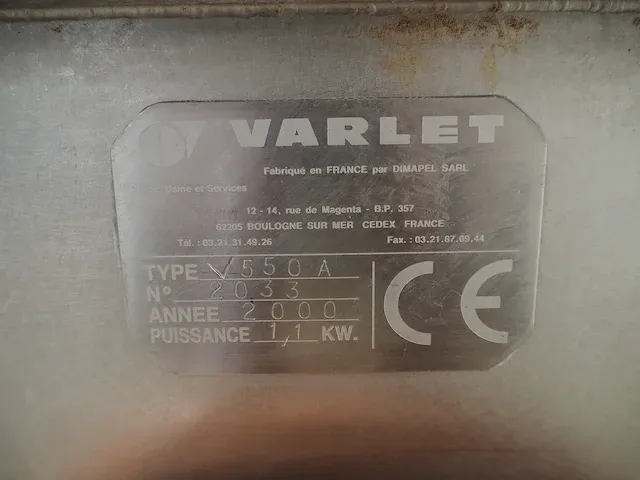 VARLET
Fabriqué en FRANCE par DIMAPEL SARL
et Services
12 - 14, rue de Magenta - B.P. 357
62205 BOULOGNE SUR MER CEDEX FRANCE
Tél. : 03.21.31.49.26 Fax. : 03.21.87.09.44
TYPE V550A
N° 2033
ANNEE 2000
PUISSANCE 1,1 KW.
CE